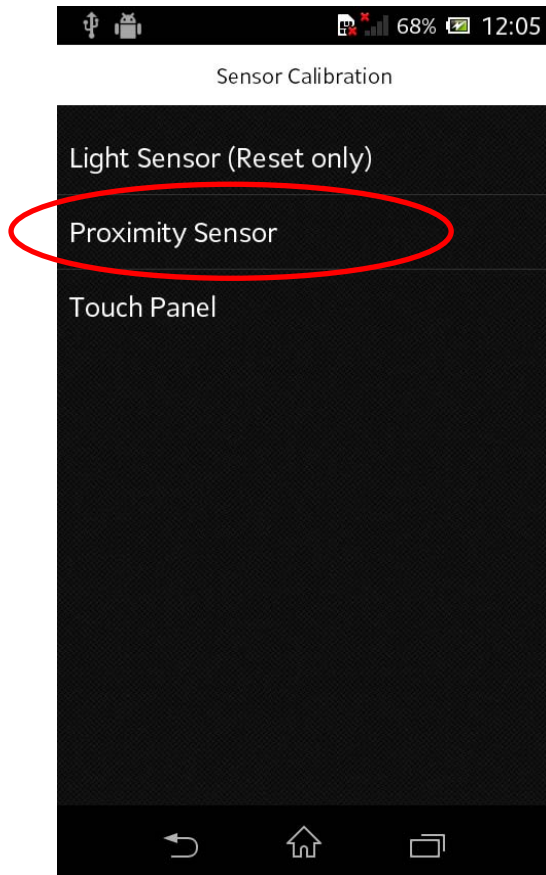 68% 12:05
Sensor Calibration
Light Sensor (Reset only)
Proximity Sensor
Touch Panel